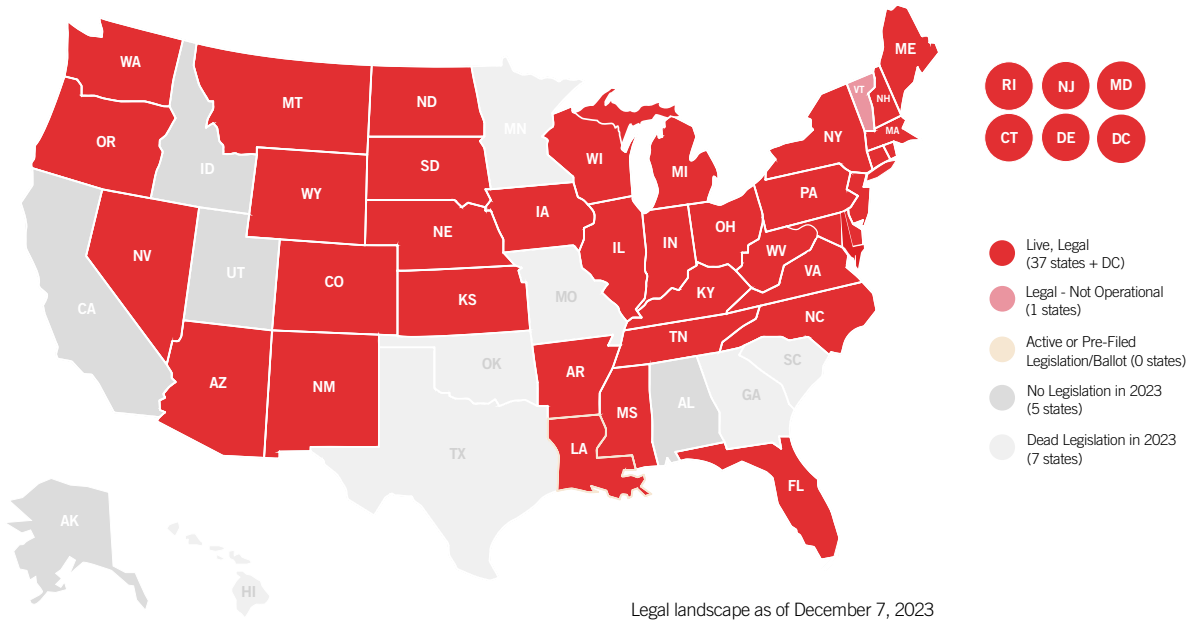 WA
MT
ND
MN
ME
VT
NH
MA
NY
OR
ID
SD
WI
MI
WY
IA
PA
NE
NV
UT
CO
IL
IN
OH
WV
VA
KY
KS
MO
CA
NC
TN
AZ
NM
OK
AR
SC
MS
AL
GA
TX
LA
FL
AK
HI
RI
NJ
MD
CT
DE
DC
Live, Legal
(37 states + DC)
Legal - Not Operational
(1 states)
Active or Pre-Filed
Legislation/Ballot (0 states)
No Legislation in 2023
(5 states)
Dead Legislation in 2023
(7 states)
Legal landscape as of December 7, 2023